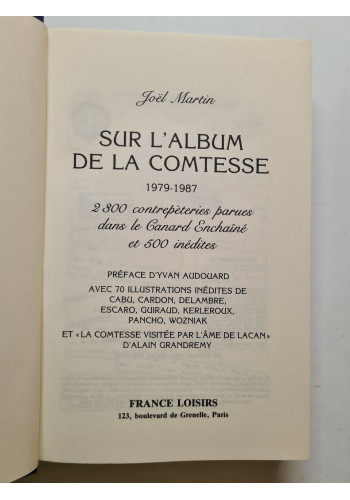 Joël Martin
SUR L'ALBUM
DE LA COMTESSE
1979-1987
2 300 contrepèteries parues
dans le Canard Enchaîné
et 500 inédites
PRÉFACE D'YVAN AUDOUARD
AVEC 70 ILLUSTRATIONS INÉDITES DE
CABU, CARDON, DELAMBRE,
ESCARO, GUIRAUD, KERLEROUX,
PANCHO, WOZNIAK
ET «LA COMTESSE VISITÉE PAR L'ÂME DE LACAN»
D'ALAIN GRANDREMY
FRANCE LOISIRS
123, boulevard de Grenelle, Paris